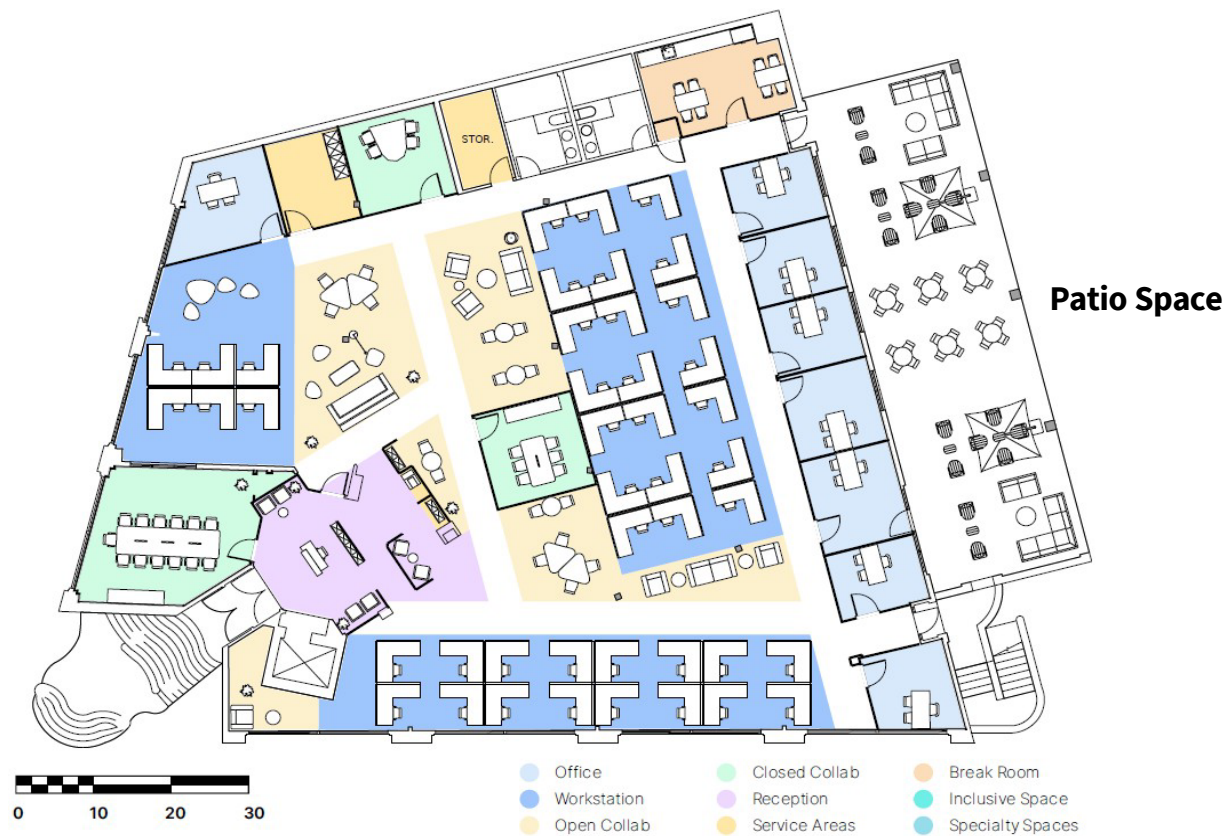 STOR.
Patio Space
0 10 20 30
Office
Workstation
Open Collab
Closed Collab
Reception
Service Areas
Break Room
Inclusive Space
Specialty Spaces